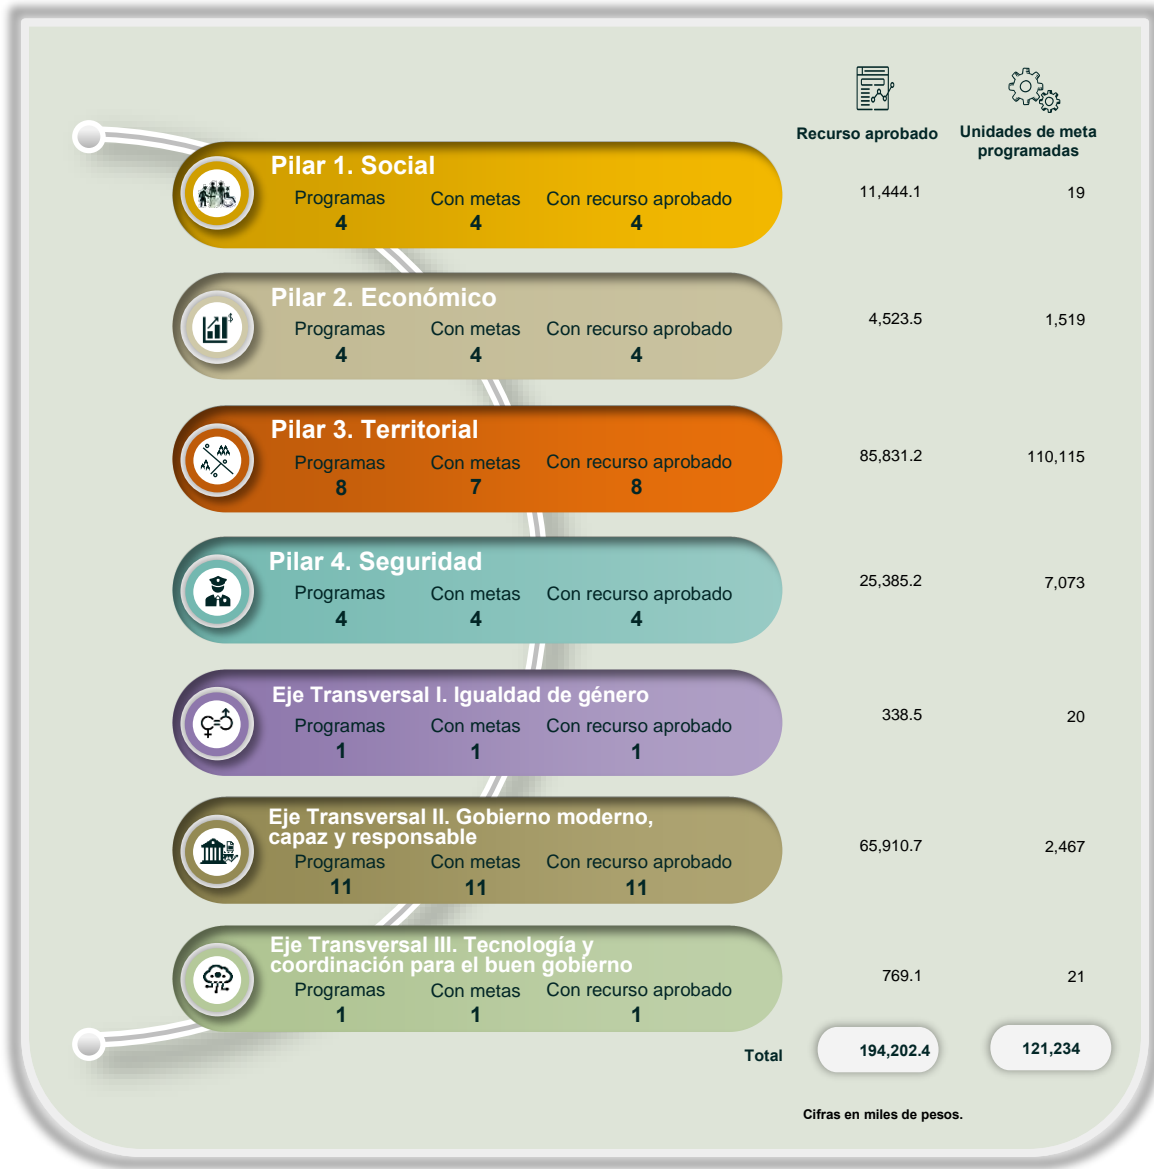 Recurso aprobado
Unidades de meta
programadas
Pilar 1. Social
Programas Con metas Con recurso aprobado
4 4 4
11,444.1 19
Pilar 2. Económico
Programas Con metas Con recurso aprobado
4 4 4
4,523.5 1,519
Pilar 3. Territorial
Programas Con metas Con recurso aprobado
8 7 8
85,831.2 110,115
Pilar 4. Seguridad
Programas Con metas Con recurso aprobado
4 4 4
25,385.2 7,073
Eje Transversal I. Igualdad de género
Programas Con metas Con recurso aprobado
1 1 1
338.5 20
Eje Transversal II. Gobierno moderno,
capaz y responsable
Programas Con metas Con recurso aprobado
11 11 11
65,910.7 2,467
Eje Transversal III. Tecnología y
coordinación para el buen gobierno
Programas Con metas Con recurso aprobado
1 1 1
769.1 21
Total 194,202.4 121,234
Cifras en miles de pesos.